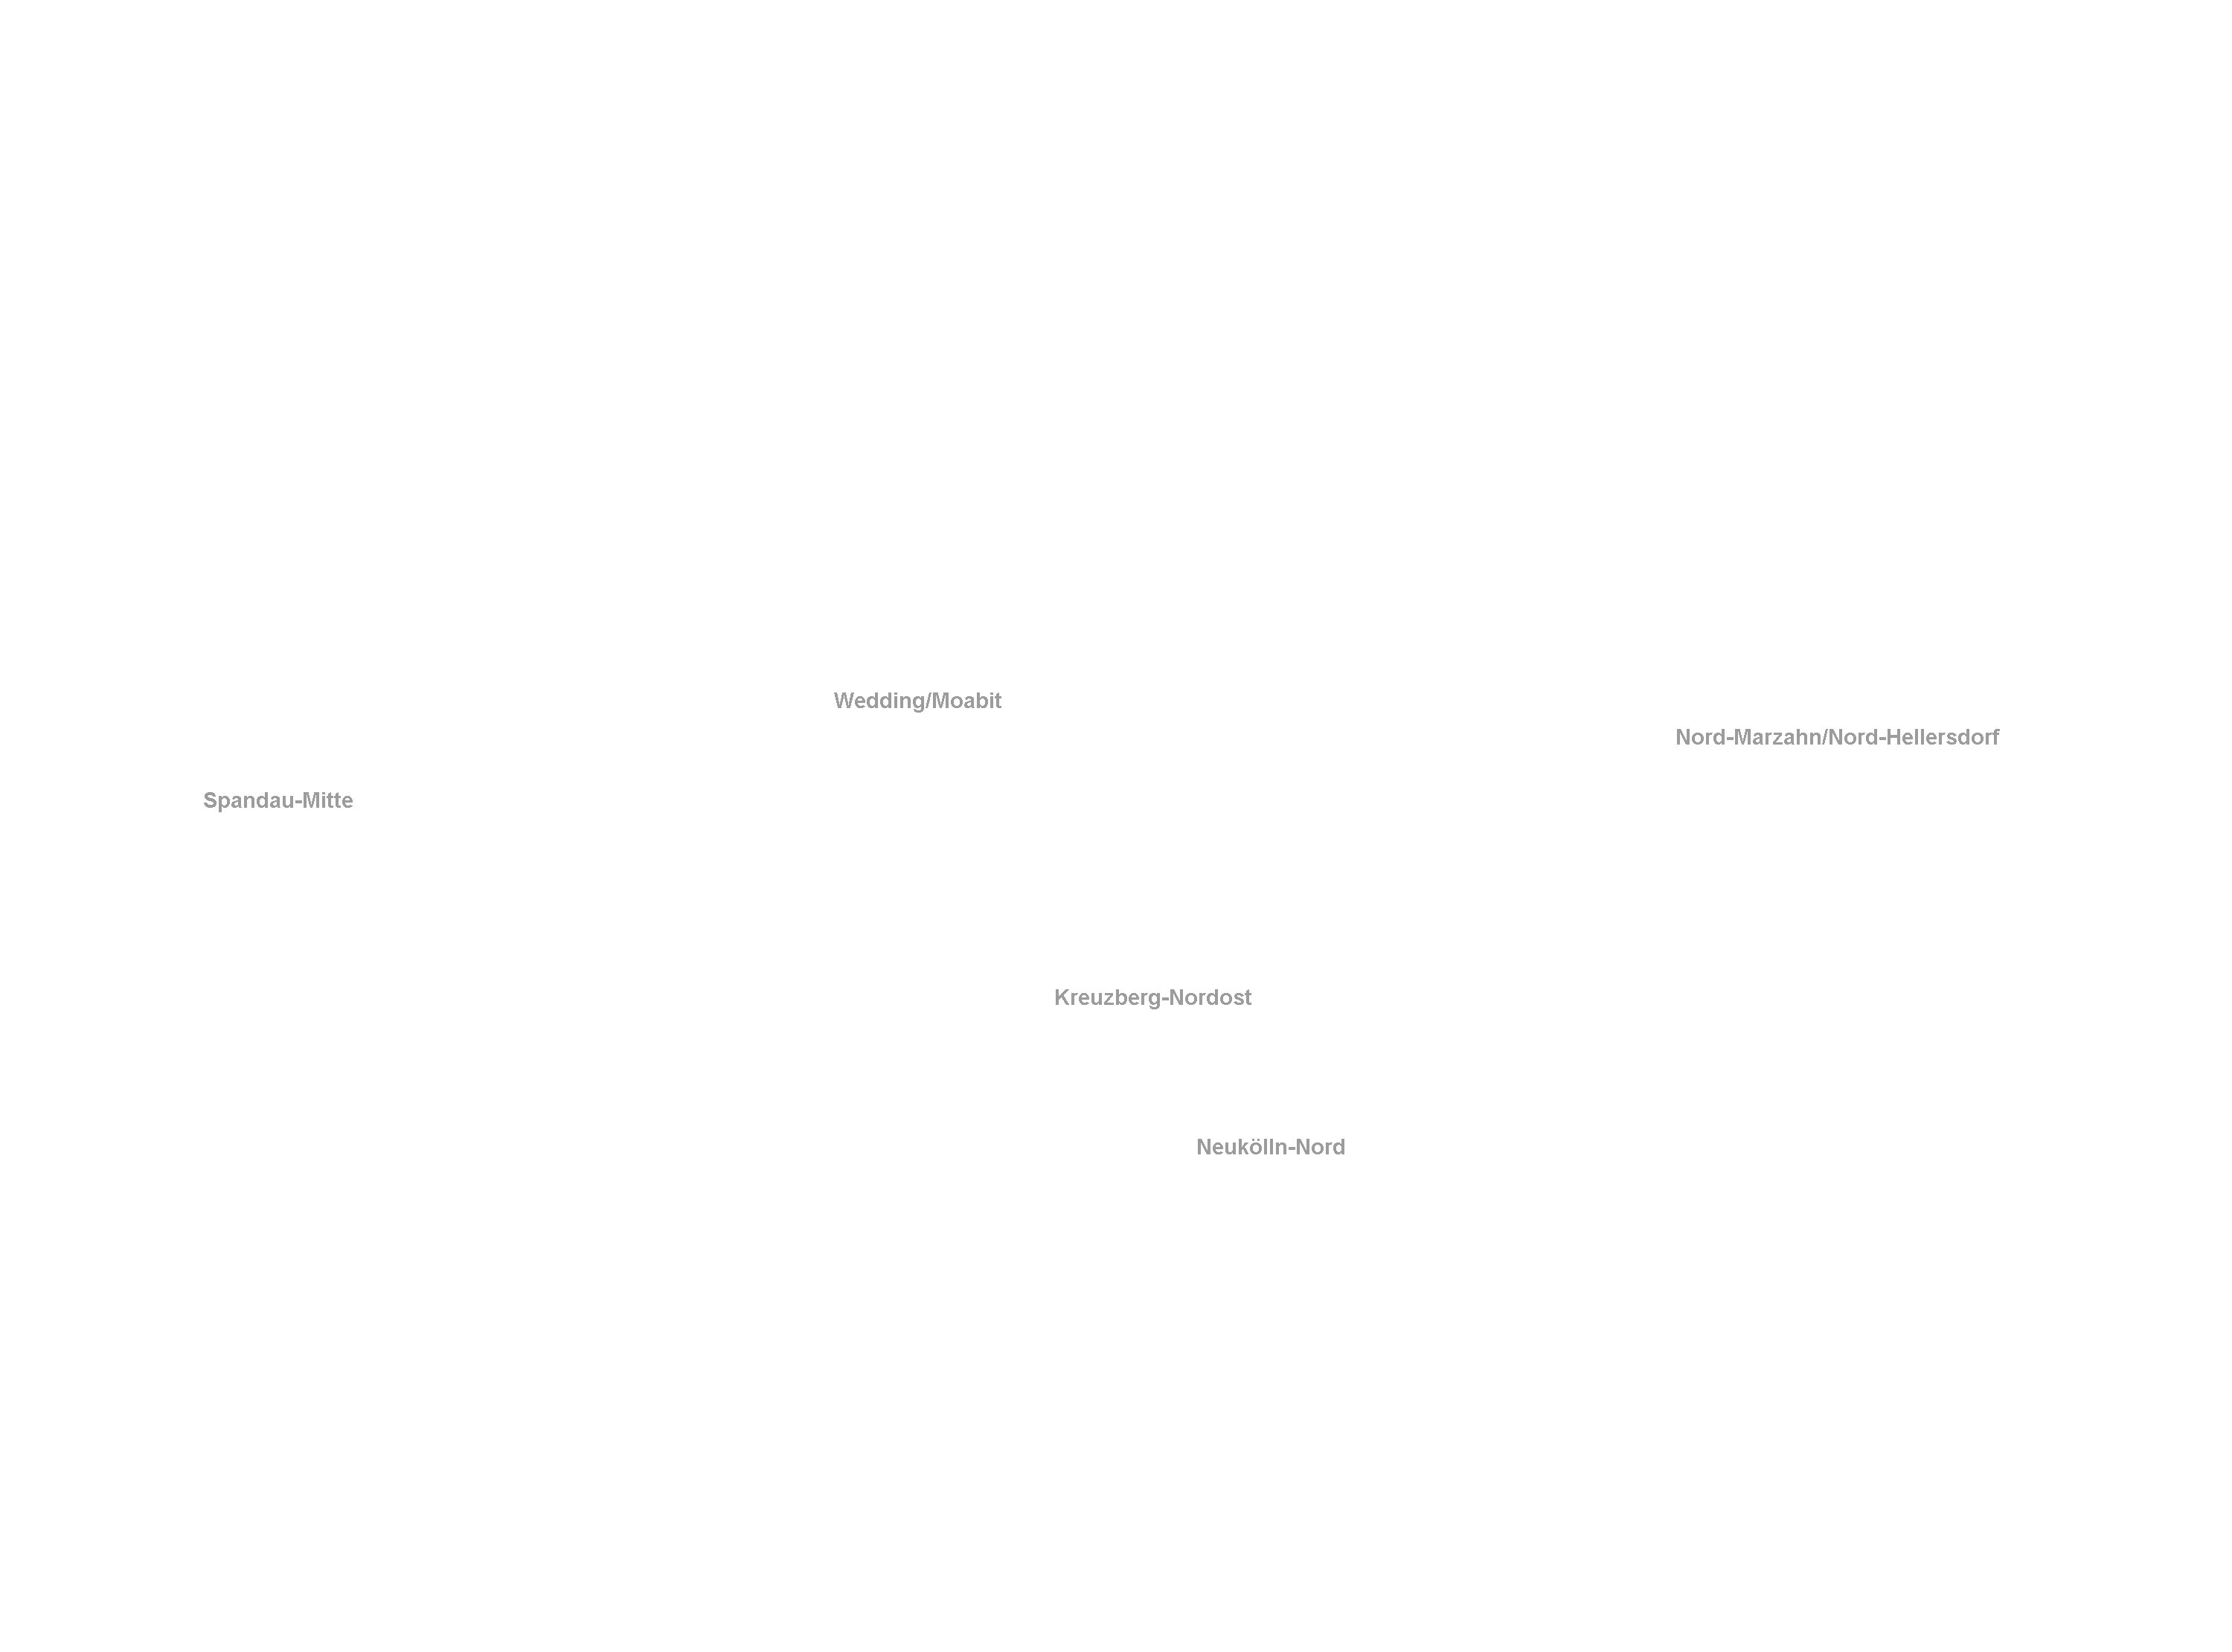 Wedding/Moabit
Nord-Marzahn/Nord-Hellersdorf
Spandau-Mitte
Kreuzberg-Nordost
Neukölln-Nord